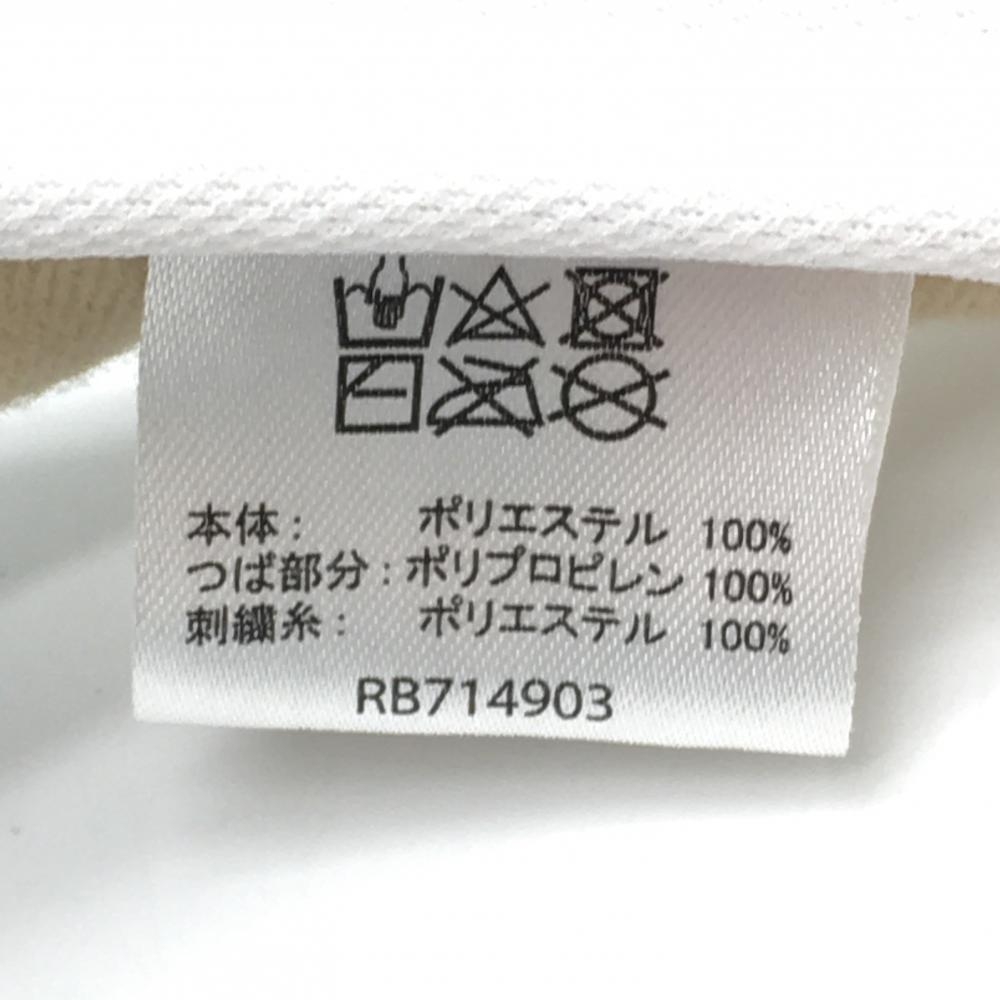 本体： ポリエステル 100%
つば部分：ポリプロピレン 100%
刺繍糸： ポリエステル 100%
RB714903